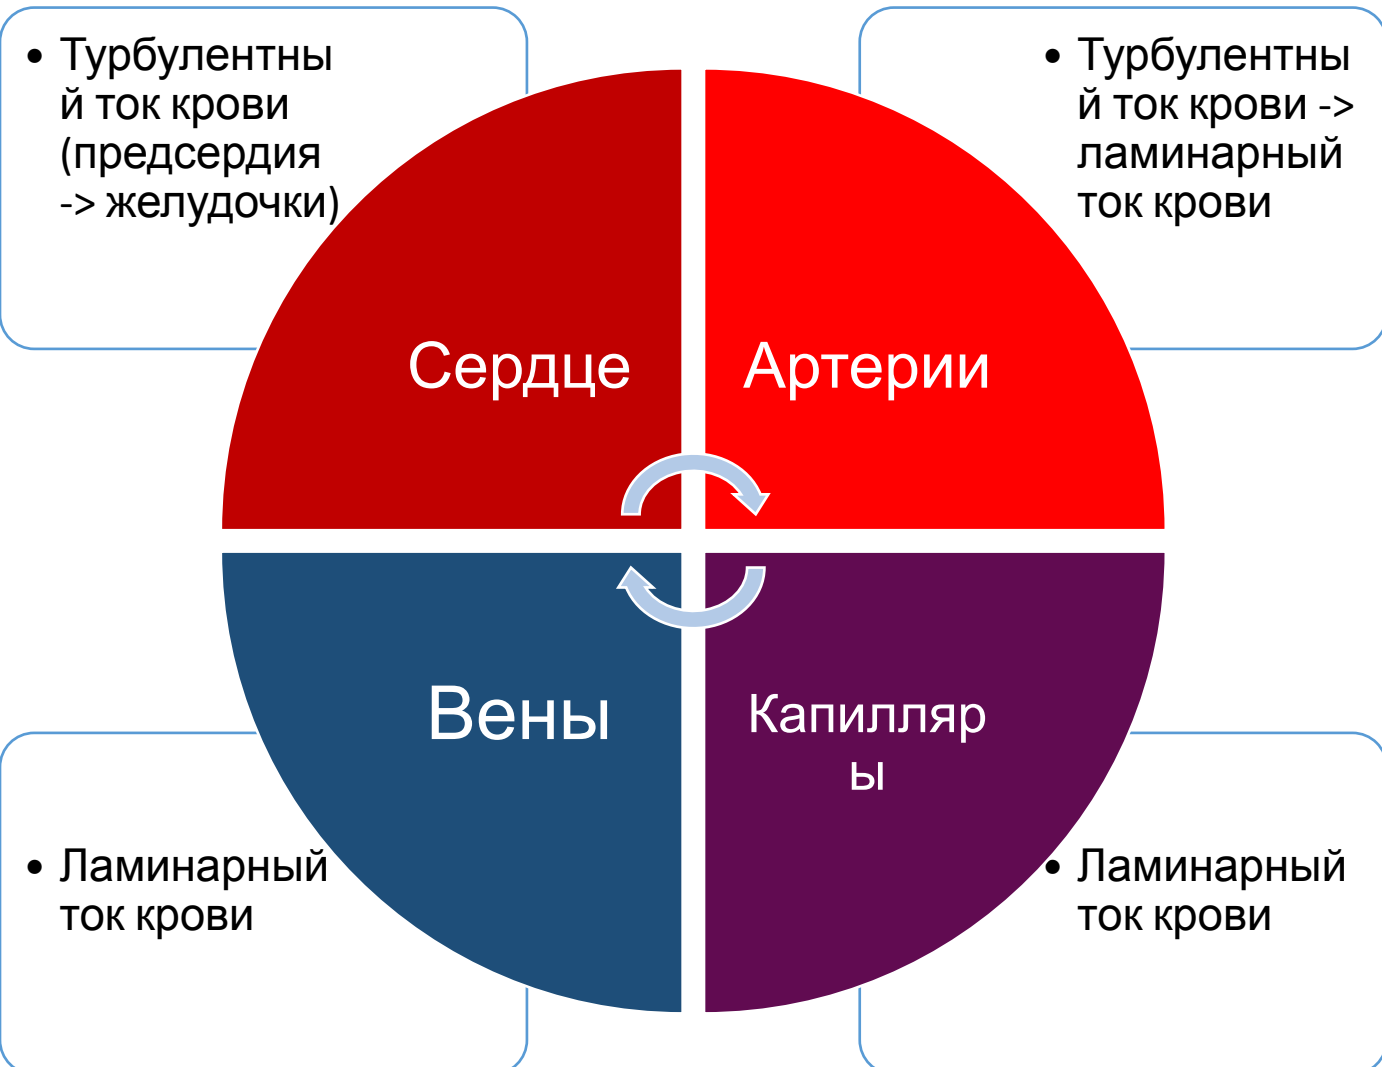 • Турбулентны
й ток крови
(предсердия
-> желудочки)
• Турбулентны
й ток крови ->
ламинарный
ток крови
Сердце
Артерии
Вены
Капилляр
ы
• Ламинарный
ток крови
• Ламинарный
ток крови